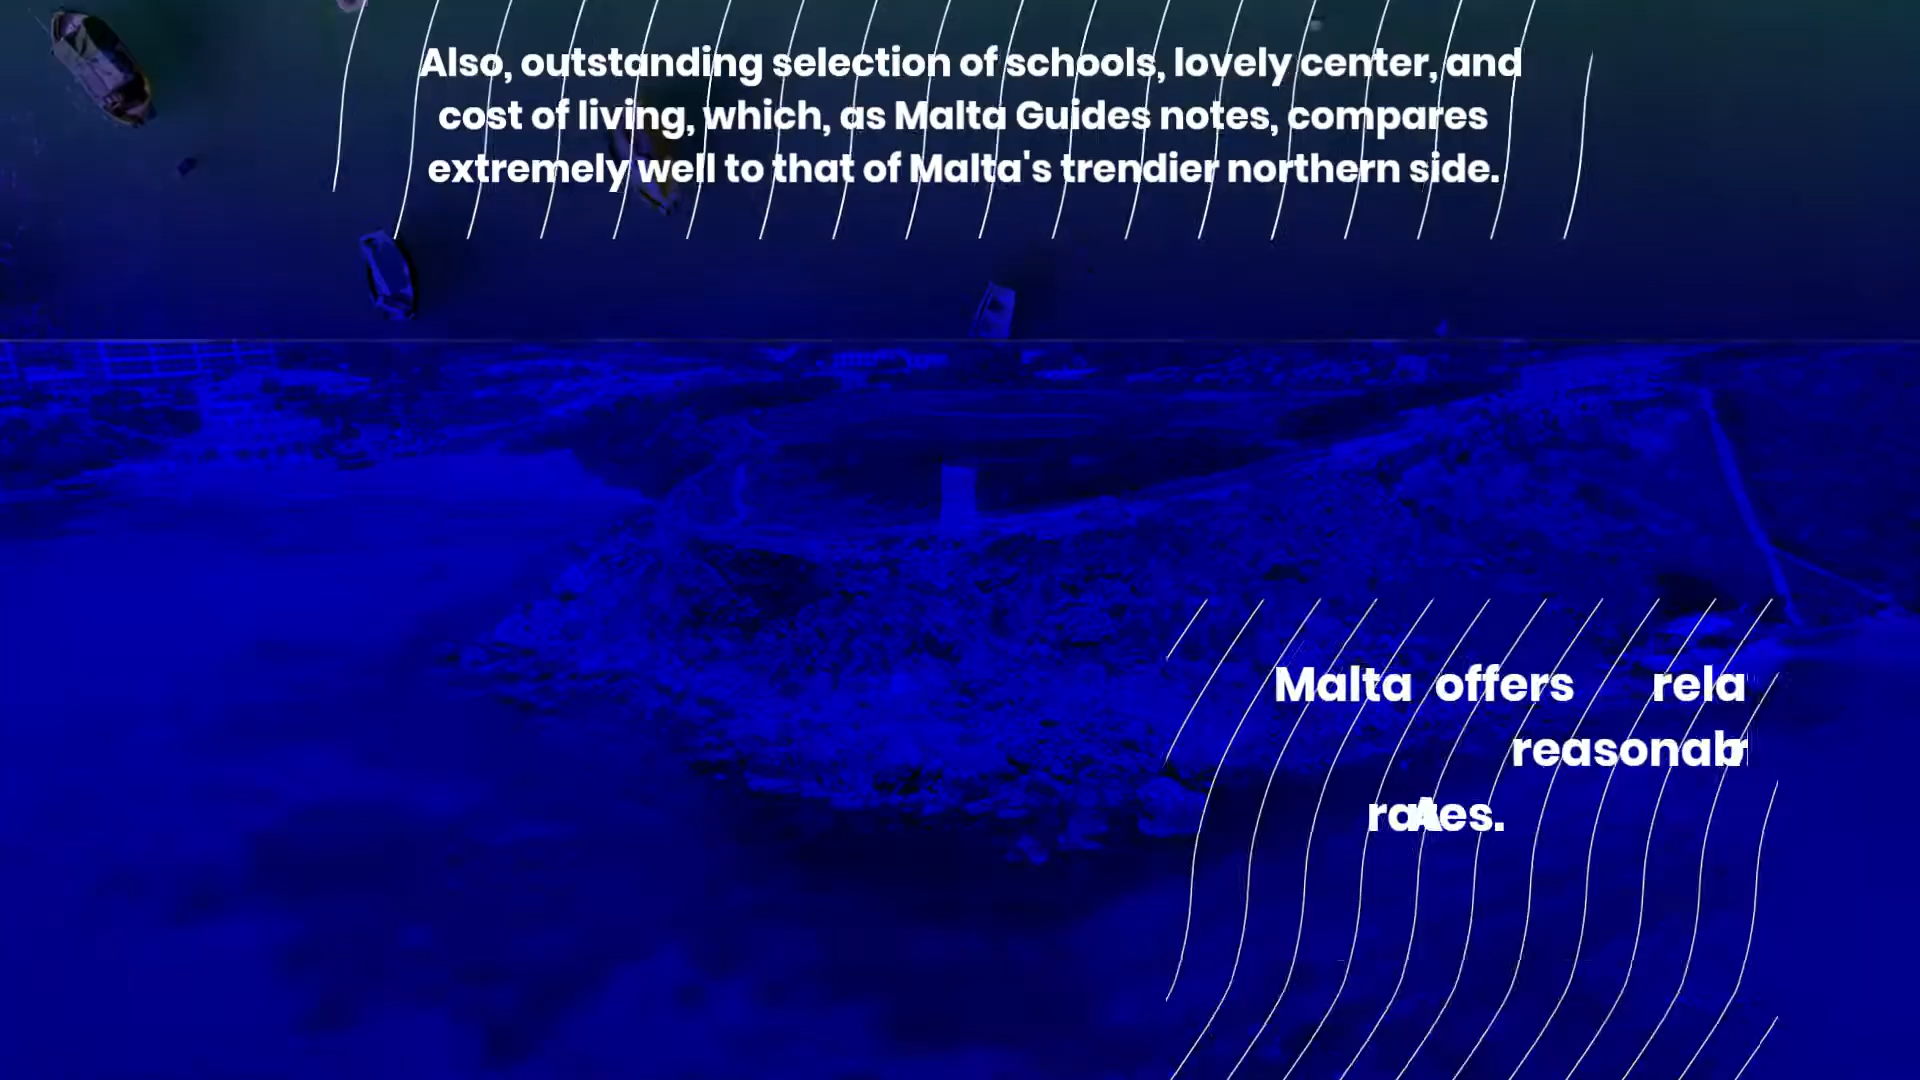 Also, outstanding selection of schools, lovely center, and
cost of living, which, as Malta Guides notes, compares
extremely well to that of Malta's trendier northern side.
Malta offers